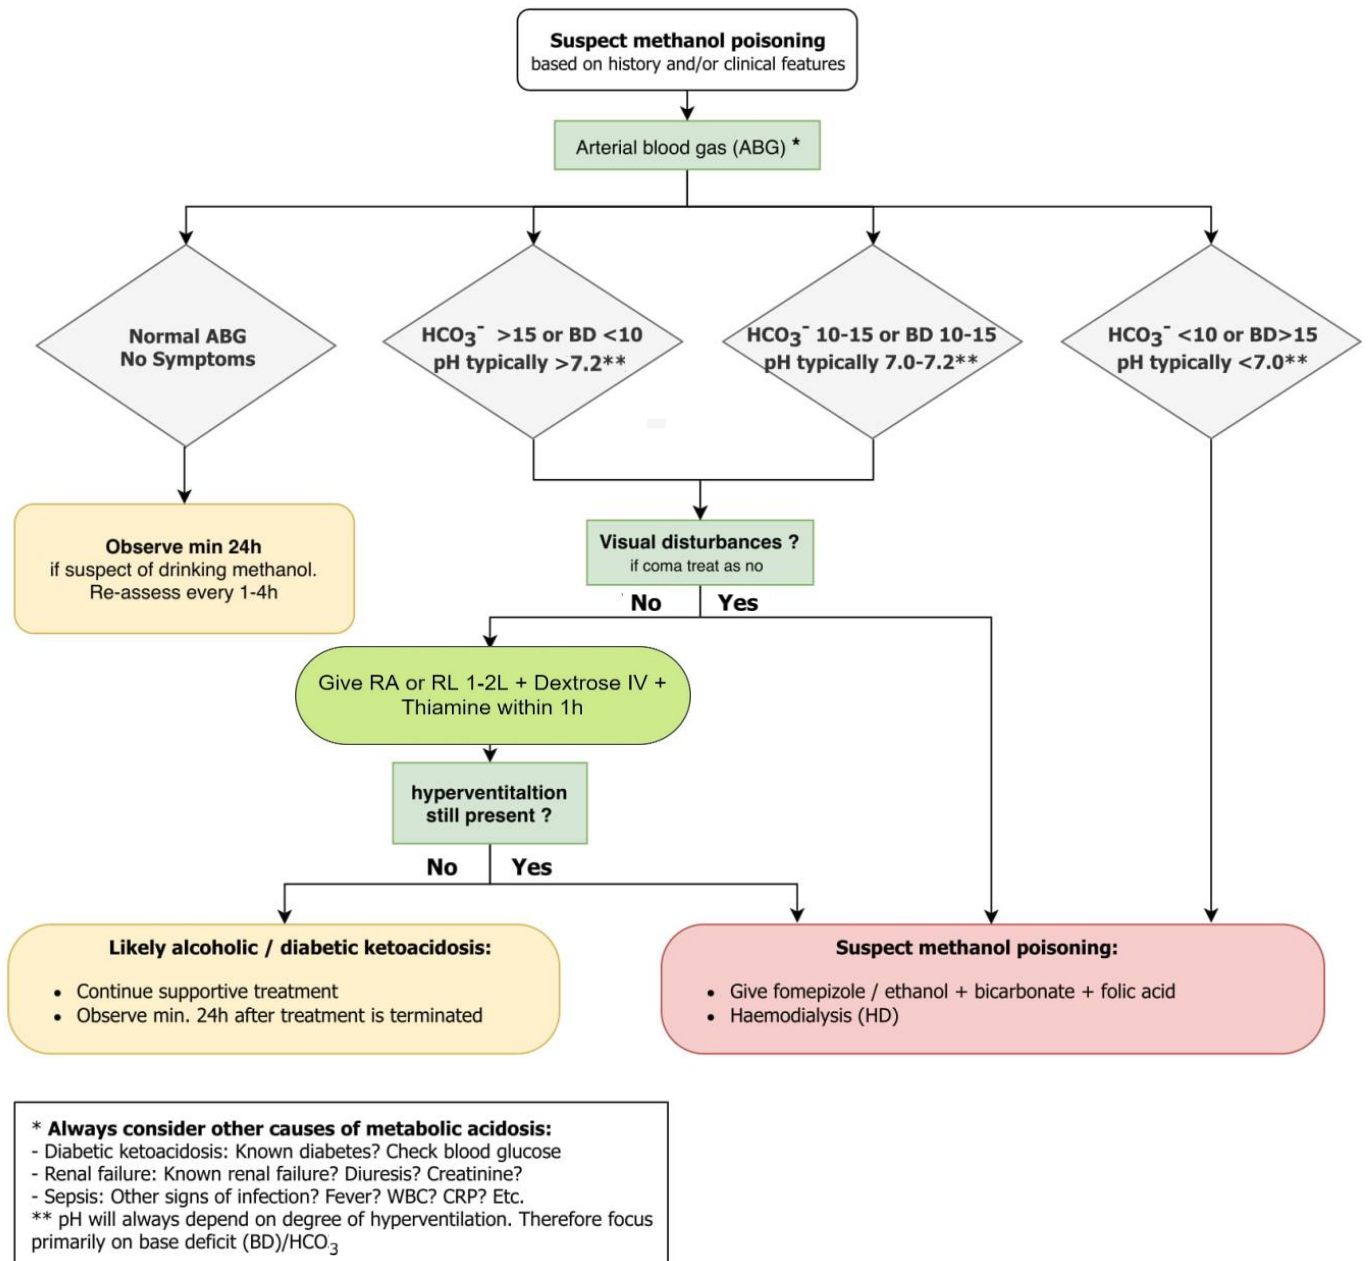 Suspect methanol poisoning
based on history and/or clinical features
Arterial blood gas (ABG) *
Normal ABG
No Symptoms
HCO3- >15 or BD <10
pH typically >7.2**
HCO3- 10-15 or BD 10-15
pH typically 7.0-7.2**
HCO3- <10 or BD>15
pH typically <7.0**
Observe min 24h
if suspect of drinking methanol.
Re-assess every 1-4h
Visual disturbances ?
if coma treat as no
No
Yes
Give RA or RL 1-2L + Dextrose IV +
Thiamine within 1h
hyperventitaltion
still present ?
No
Yes
Likely alcoholic / diabetic ketoacidosis:
• Continue supportive treatment
• Observe min. 24h after treatment is terminated
Suspect methanol poisoning:
• Give fomepizole / ethanol + bicarbonate + folic acid
• Haemodialysis (HD)
* Always consider other causes of metabolic acidosis:
- Diabetic ketoacidosis: Known diabetes? Check blood glucose
- Renal failure: Known renal failure? Diuresis? Creatinine?
- Sepsis: Other signs of infection? Fever? WBC? CRP? Etc.
** pH will always depend on degree of hyperventilation. Therefore focus
primarily on base deficit (BD)/HCO3